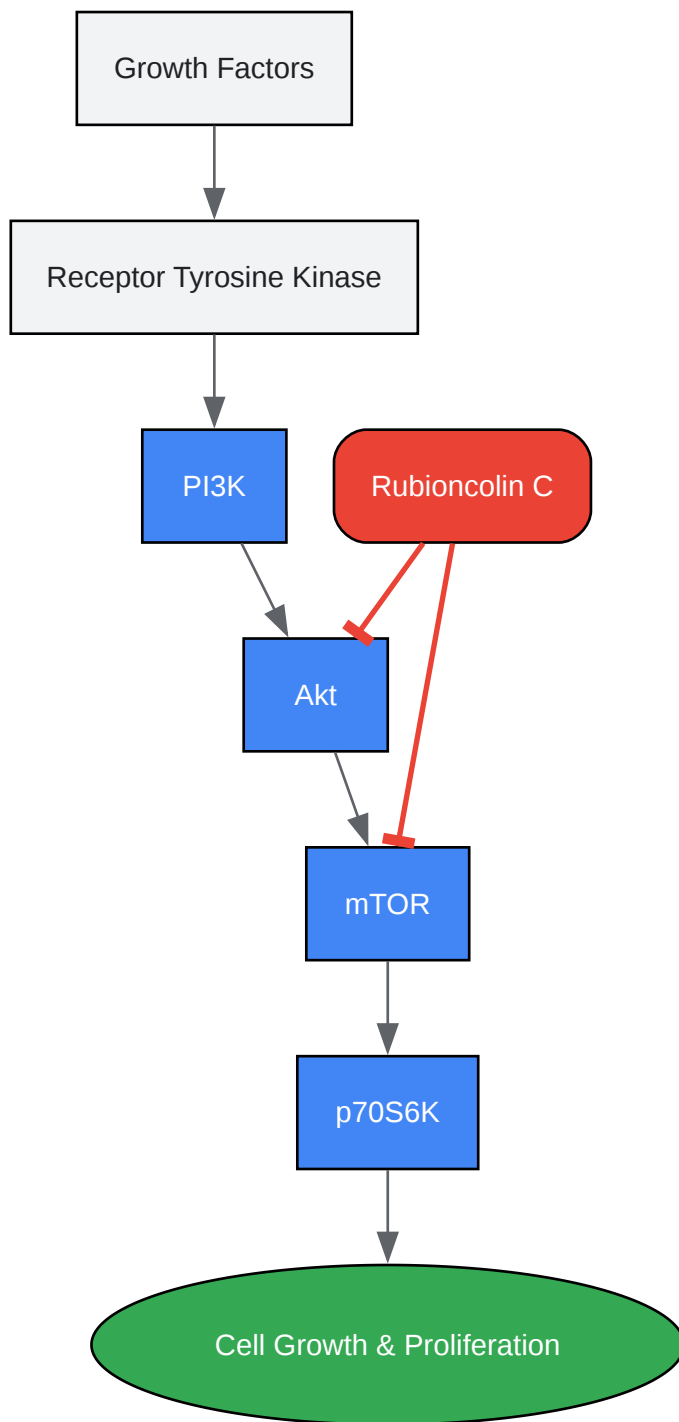 Growth Factors
Receptor Tyrosine Kinase
PI3K
Rubioncolin C
Akt
mTOR
p70S6K
Cell Growth & Proliferation